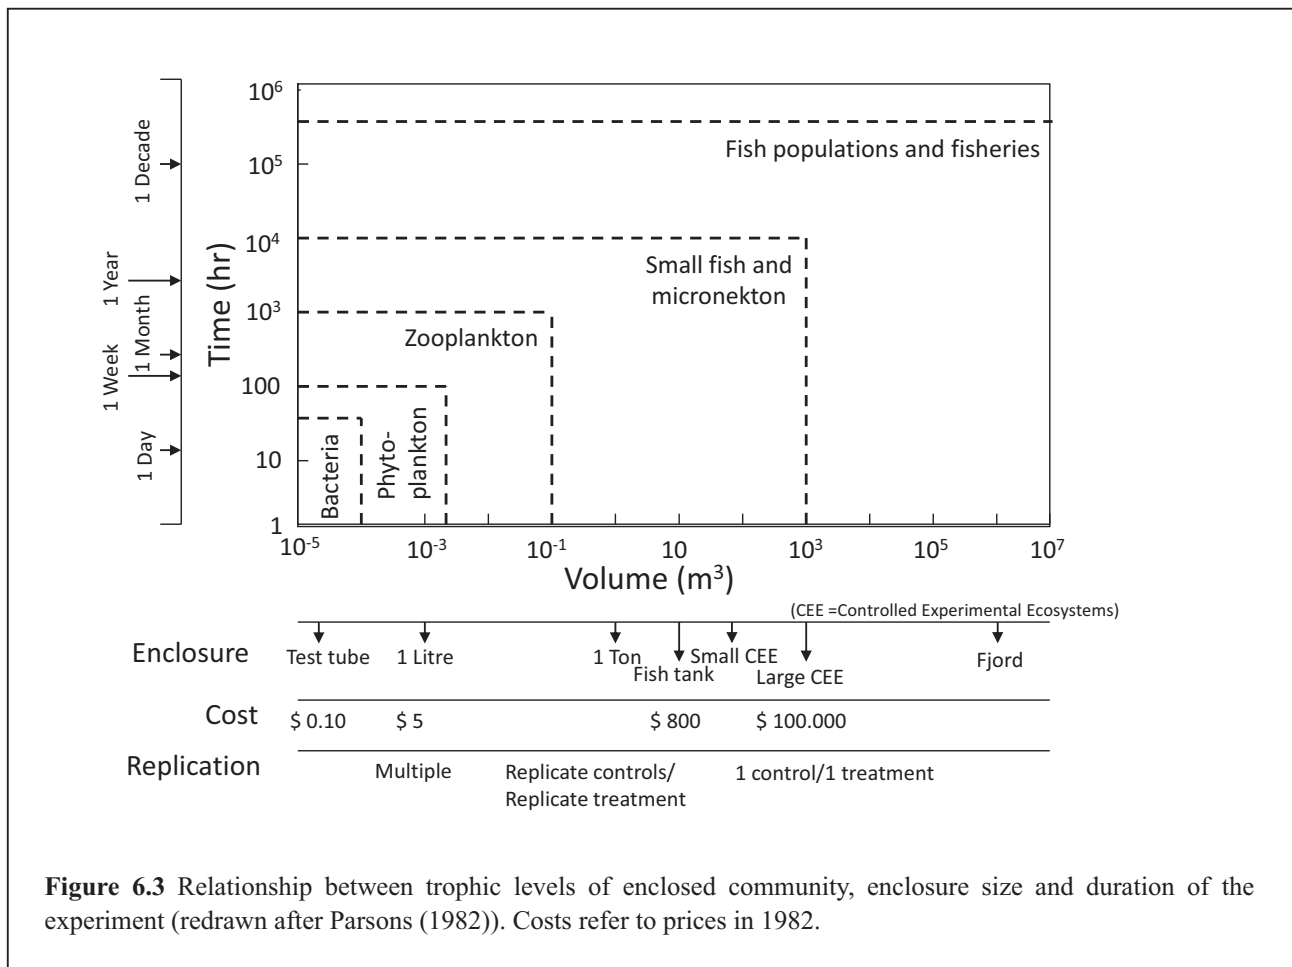 10⁶
10⁵
10⁴
10³
100
10
1
Time (hr)
1 Decade
1 Year
1 Month
1 Week
1 Day
Fish populations and fisheries
Small fish and
micronekton
Zooplankton
Phyto-
plankton
Bacteria
10⁻⁵ 10⁻³ 10⁻¹ 10 10³ 10⁵ 10⁷
Volume (m³)
(CEE =Controlled Experimental Ecosystems)
Enclosure Test tube 1 Litre 1 Ton Fish tank Small CEE Large CEE Fjord
Cost $ 0.10 $ 5 $ 800 $ 100.000
Replication Multiple Replicate controls/ 1 control/1 treatment
Replicate treatment
Figure 6.3 Relationship between trophic levels of enclosed community, enclosure size and duration of the
experiment (redrawn after Parsons (1982)). Costs refer to prices in 1982.